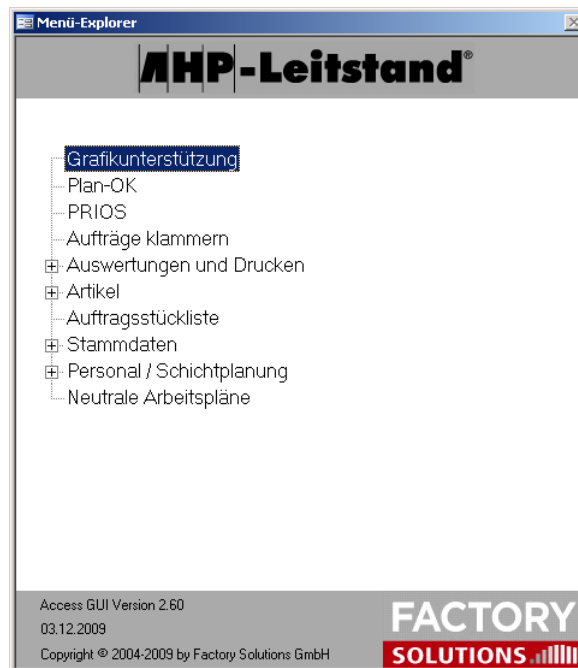 Menü-Explorer
AHP-Leitstand®
Grafikunterstützung
Plan-OK
PRIOS
Aufträge klammern
Auswertungen und Drucken
Artikel
Auftragsstückliste
Stammdaten
Personal / Schichtplanung
Neutrale Arbeitspläne
Access GUI Version 2.60
03.12.2009
Copyright © 2004-2009 by Factory Solutions GmbH
FACTORY
SOLUTIONS